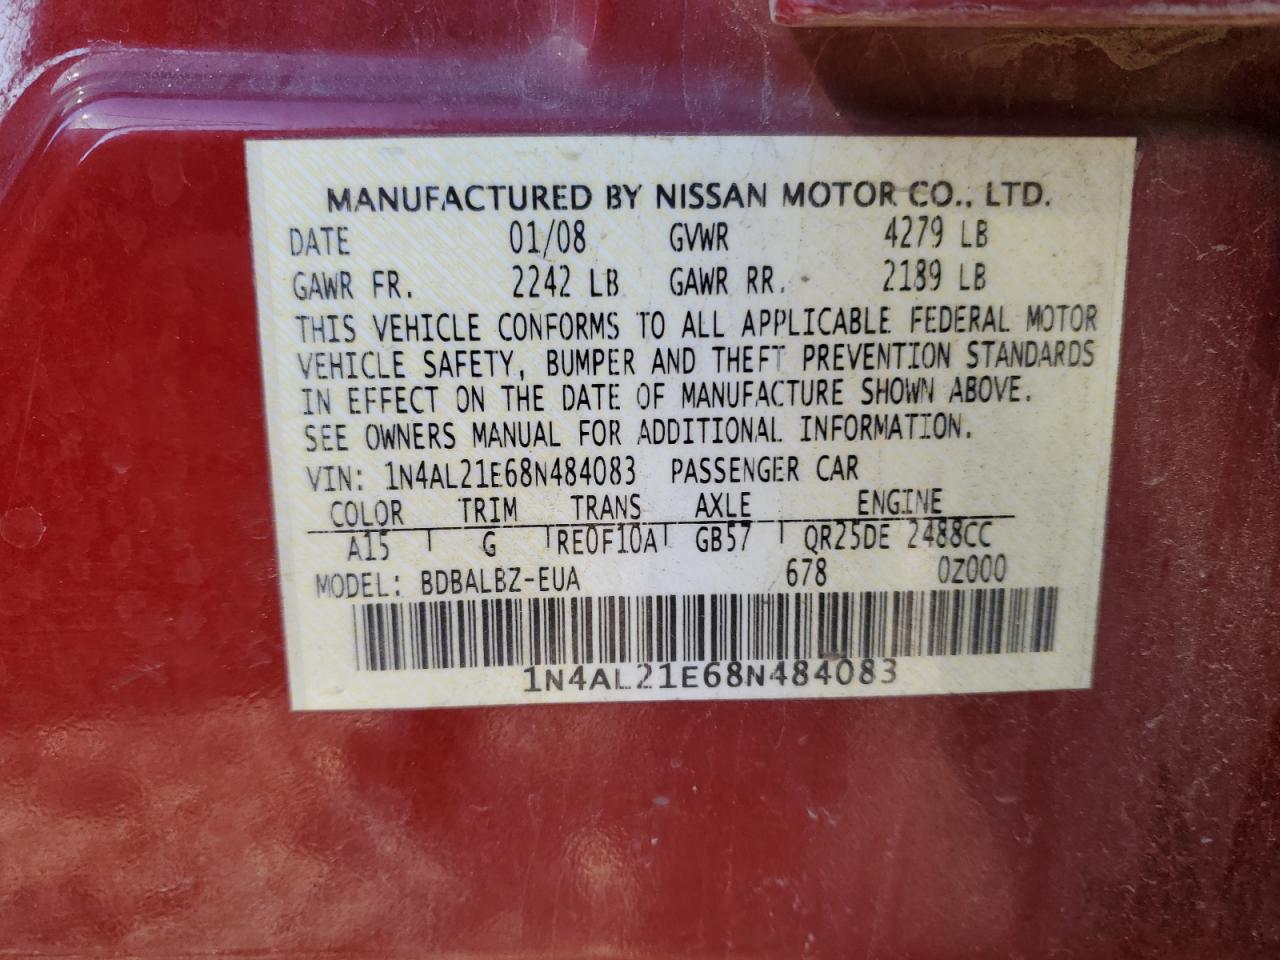 MANUFACTURED BY NISSAN MOTOR CO., LTD.
DATE 01/08 GVWR 4279 LB
GAWR FR. 2242 LB GAWR RR. 2189 LB
THIS VEHICLE CONFORMS TO ALL APPLICABLE FEDERAL MOTOR
VEHICLE SAFETY, BUMPER AND THEFT PREVENTION STANDARDS
IN EFFECT ON THE DATE OF MANUFACTURE SHOWN ABOVE.
SEE OWNERS MANUAL FOR ADDITIONAL INFORMATION.
VIN: 1N4AL21E68N484083 PASSENGER CAR
COLOR TRIM TRANS AXLE ENGINE
A15 G RE0F10A GB57 QR25DE 2488CC
MODEL: BDBALBZ-EUA 678 0Z000
1N4AL21E68N484083